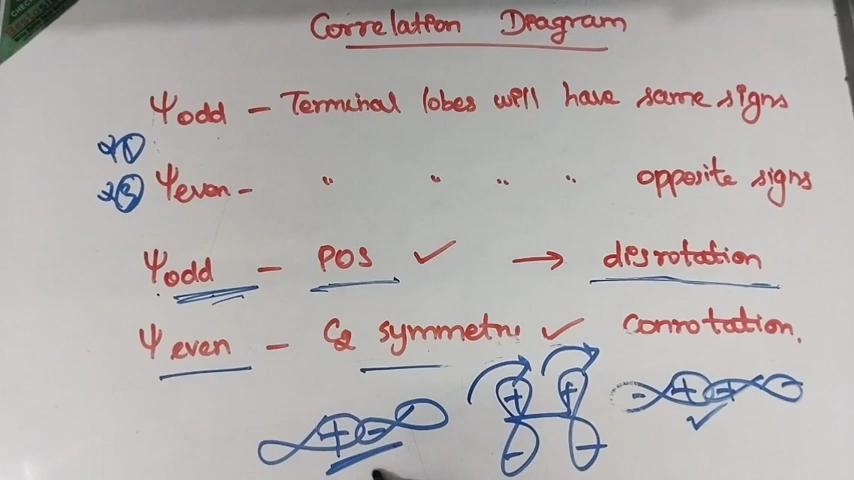 Correlation Diagram
Ψodd - Terminal lobes will have same signs
Ψeven - " " " " opposite signs
Ψodd - POS ✓ → disrotation
Ψeven - C2 symmetry ✓ conrotation.
+ - + + - + + -
- -